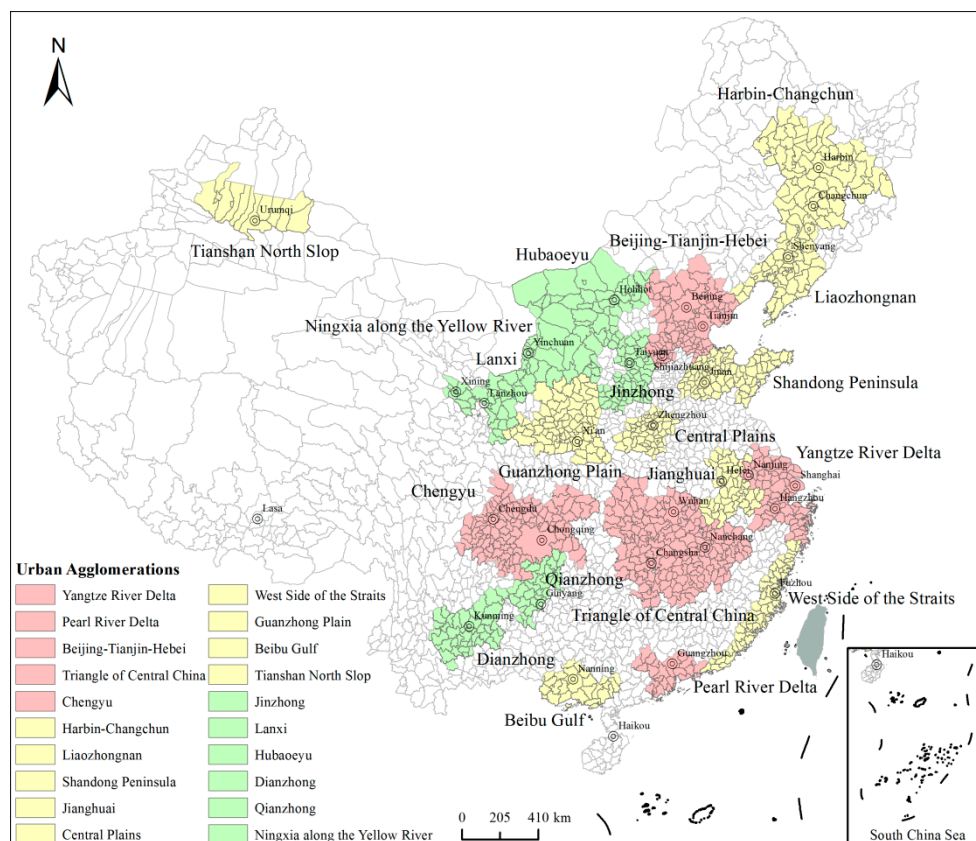 N
Harbin-Changchun
Harbin
Changchun
Urumqi
Tianshan North Slop
Beijing-Tianjin-Hebei
Shenyang
Hubaoeyu
Liaozhongnan
Hohhot
Beijing
Tianjin
Ningxia along the Yellow River
Yinchuan
Lanxi
Taiyuan
Shijiazhuang
Xining
Lanzhou
Jinan
Shandong Peninsula
Jinzhong
Zhengzhou
Central Plains
Xi'an
Yangtze River Delta
Guanzhong Plain
Jianghuai
Hefei
Nanjing
Shanghai
Chengyu
Wuhan
Hangzhou
Lasa
Chengdu
Chongqing
Nanchang
Changsha
Qianzhong
Guiyang
Fuzhou
West Side of the Straits
Triangle of Central China
Kunming
Dianzhong
Guangzhou
Nanning
Pearl River Delta
Beibu Gulf
Haikou
Urban Agglomerations
Yangtze River Delta
Pearl River Delta
Beijing-Tianjin-Hebei
Triangle of Central China
Chengyu
Harbin-Changchun
Liaozhongnan
Shandong Peninsula
Jianghuai
Central Plains
West Side of the Straits
Guanzhong Plain
Beibu Gulf
Tianshan North Slop
Jinzhong
Lanxi
Hubaoeyu
Dianzhong
Qianzhong
Ningxia along the Yellow River
0 205 410 km
Haikou
South China Sea